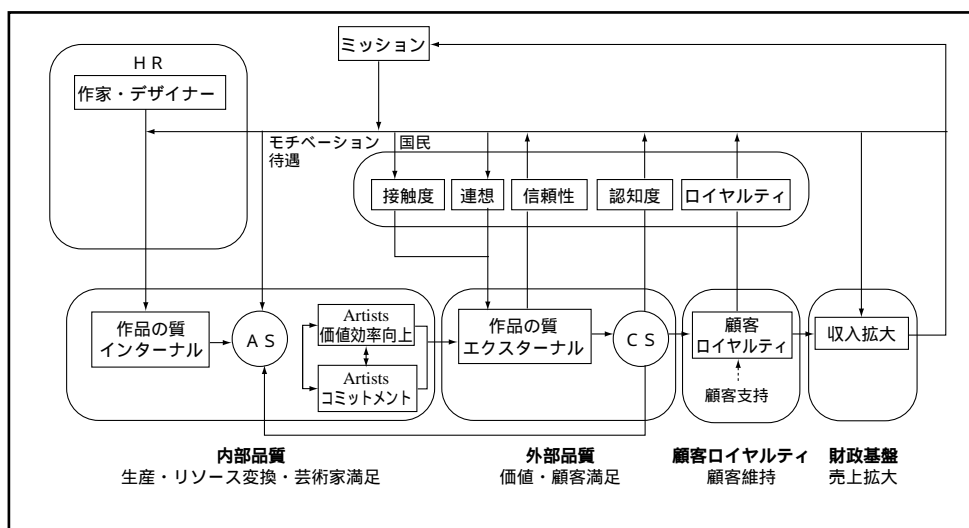 ミッション
ＨＲ
作家・デザイナー
モチベーション
待遇
国民
接触度
連想
信頼性
認知度
ロイヤルティ
作品の質
インターナル
ＡＳ
Artists
価値効率向上
Artists
コミットメント
作品の質
エクスターナル
ＣＳ
顧客
ロイヤルティ
顧客支持
収入拡大
内部品質
生産・リソース変換・芸術家満足
外部品質
価値・顧客満足
顧客ロイヤルティ
顧客維持
財政基盤
売上拡大